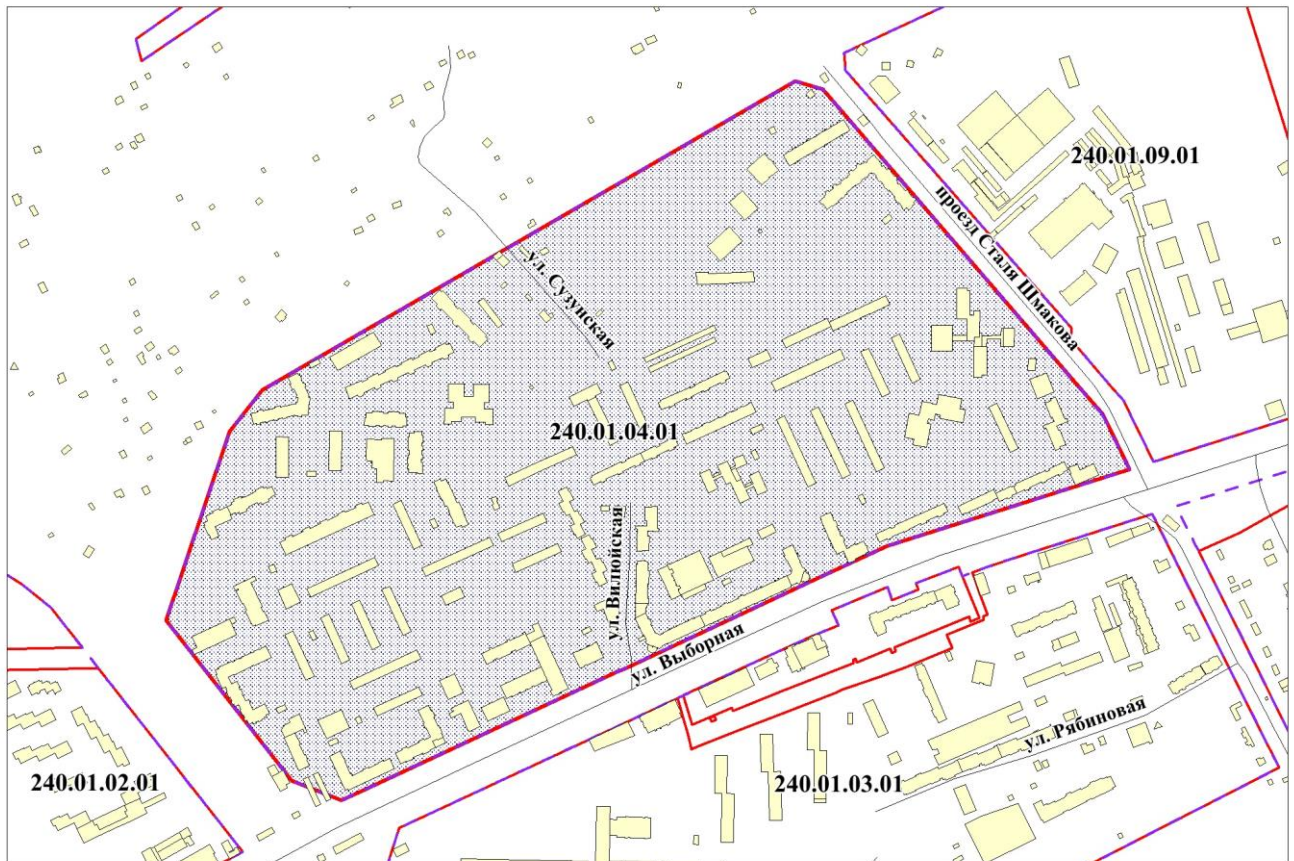 240.01.09.01
проезд Сталя Шмакова
ул. Сузунская
240.01.04.01
ул. Вилюйская
ул. Выборная
ул. Рябиновая
240.01.02.01
240.01.03.01